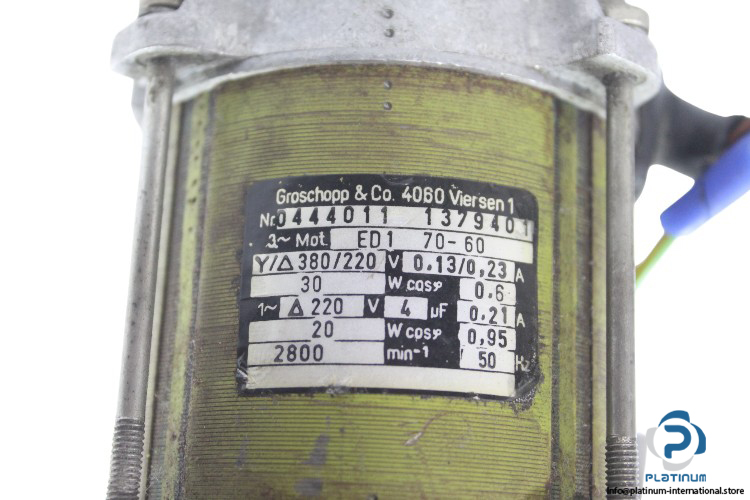 Groschopp & Co. 4060 Viersen 1
Nr. 0444011 1379401
3~ Mot. ED1 70-60
Y/Δ 380/220 V 0.13/0,23 A
30 W cosφ 0.6
1~ Δ 220 V 4 µF 0.21 A
20 W cosφ 0,95
2800 min-1 50 Hz
PLATINUM
info@platinum-international.store